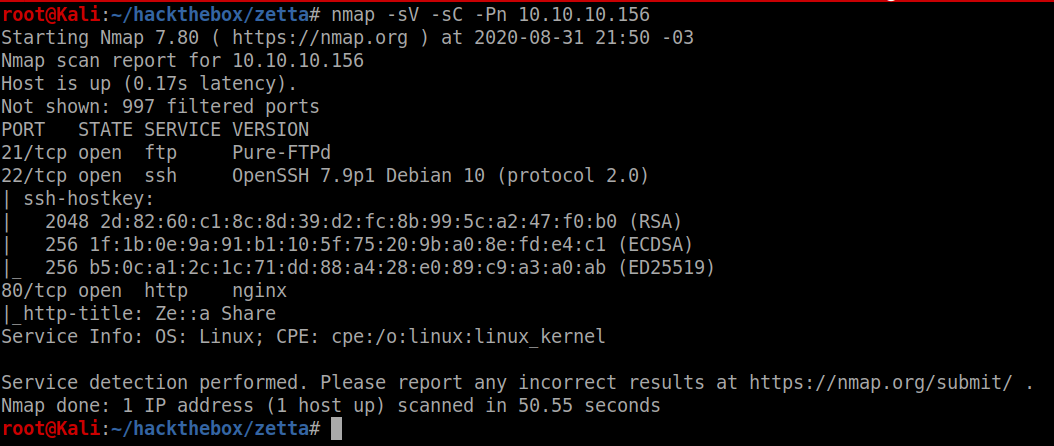 root@Kali:~/hackthebox/zetta# nmap -sV -sC -Pn 10.10.10.156
Starting Nmap 7.80 ( https://nmap.org ) at 2020-08-31 21:50 -03
Nmap scan report for 10.10.10.156
Host is up (0.17s latency).
Not shown: 997 filtered ports
PORT   STATE SERVICE VERSION
21/tcp open  ftp     Pure-FTPd
22/tcp open  ssh     OpenSSH 7.9p1 Debian 10 (protocol 2.0)
| ssh-hostkey:
|   2048 2d:82:60:c1:8c:8d:39:d2:fc:8b:99:5c:a2:47:f0:b0 (RSA)
|   256 1f:1b:0e:9a:91:b1:10:5f:75:20:9b:a0:8e:fd:e4:c1 (ECDSA)
|_  256 b5:0c:a1:2c:1c:71:dd:88:a4:28:e0:89:c9:a3:a0:ab (ED25519)
80/tcp open  http    nginx
|_http-title: Ze::a Share
Service Info: OS: Linux; CPE: cpe:/o:linux:linux_kernel

Service detection performed. Please report any incorrect results at https://nmap.org/submit/ .
Nmap done: 1 IP address (1 host up) scanned in 50.55 seconds
root@Kali:~/hackthebox/zetta#